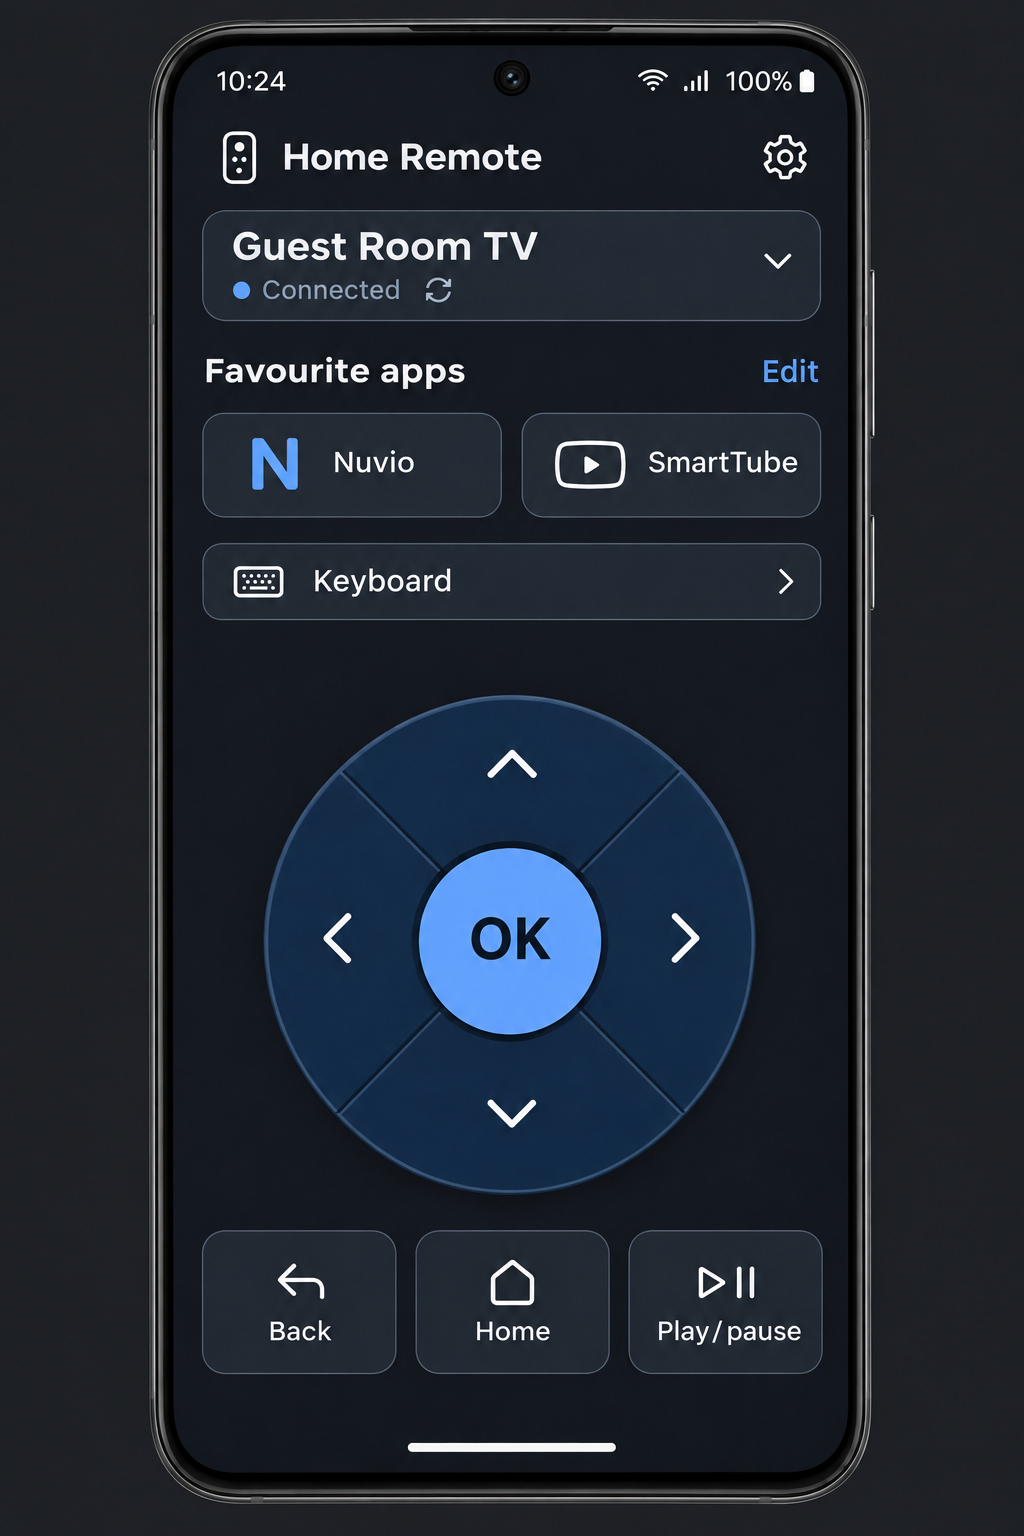 10:24
100%
Home Remote
Guest Room TV
Connected
Favourite apps
Edit
N Nuvio
SmartTube
Keyboard
OK
Back
Home
Play/pause